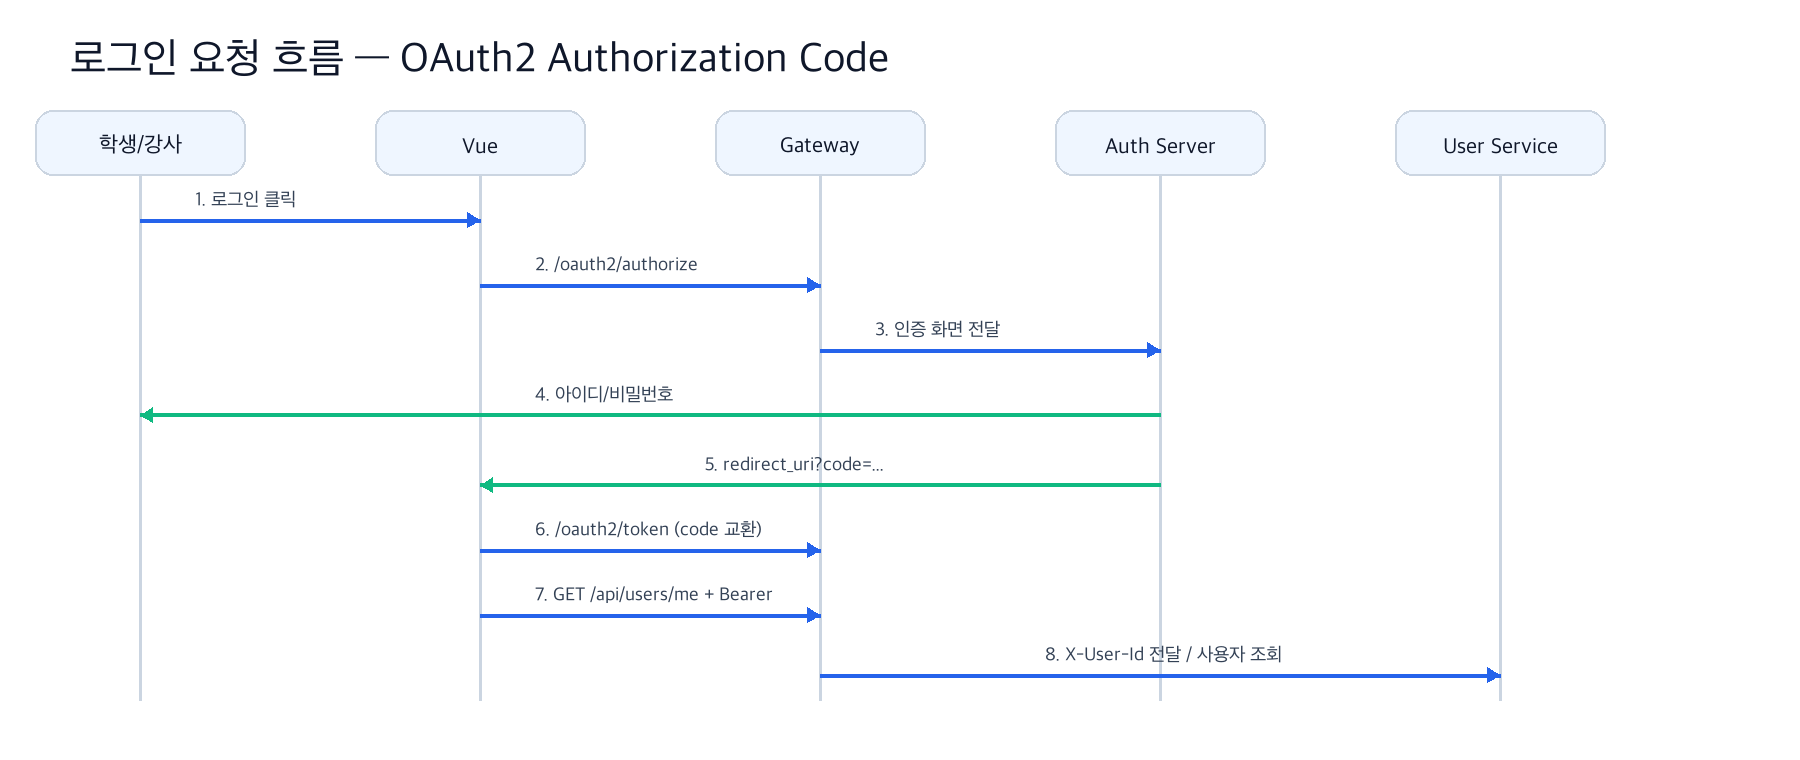 로그인 요청 흐름 — OAuth2 Authorization Code
학생/강사
Vue
Gateway
Auth Server
User Service
1. 로그인 클릭
2. /oauth2/authorize
3. 인증 화면 전달
4. 아이디/비밀번호
5. redirect_uri?code=...
6. /oauth2/token (code 교환)
7. GET /api/users/me + Bearer
8. X-User-Id 전달 / 사용자 조회